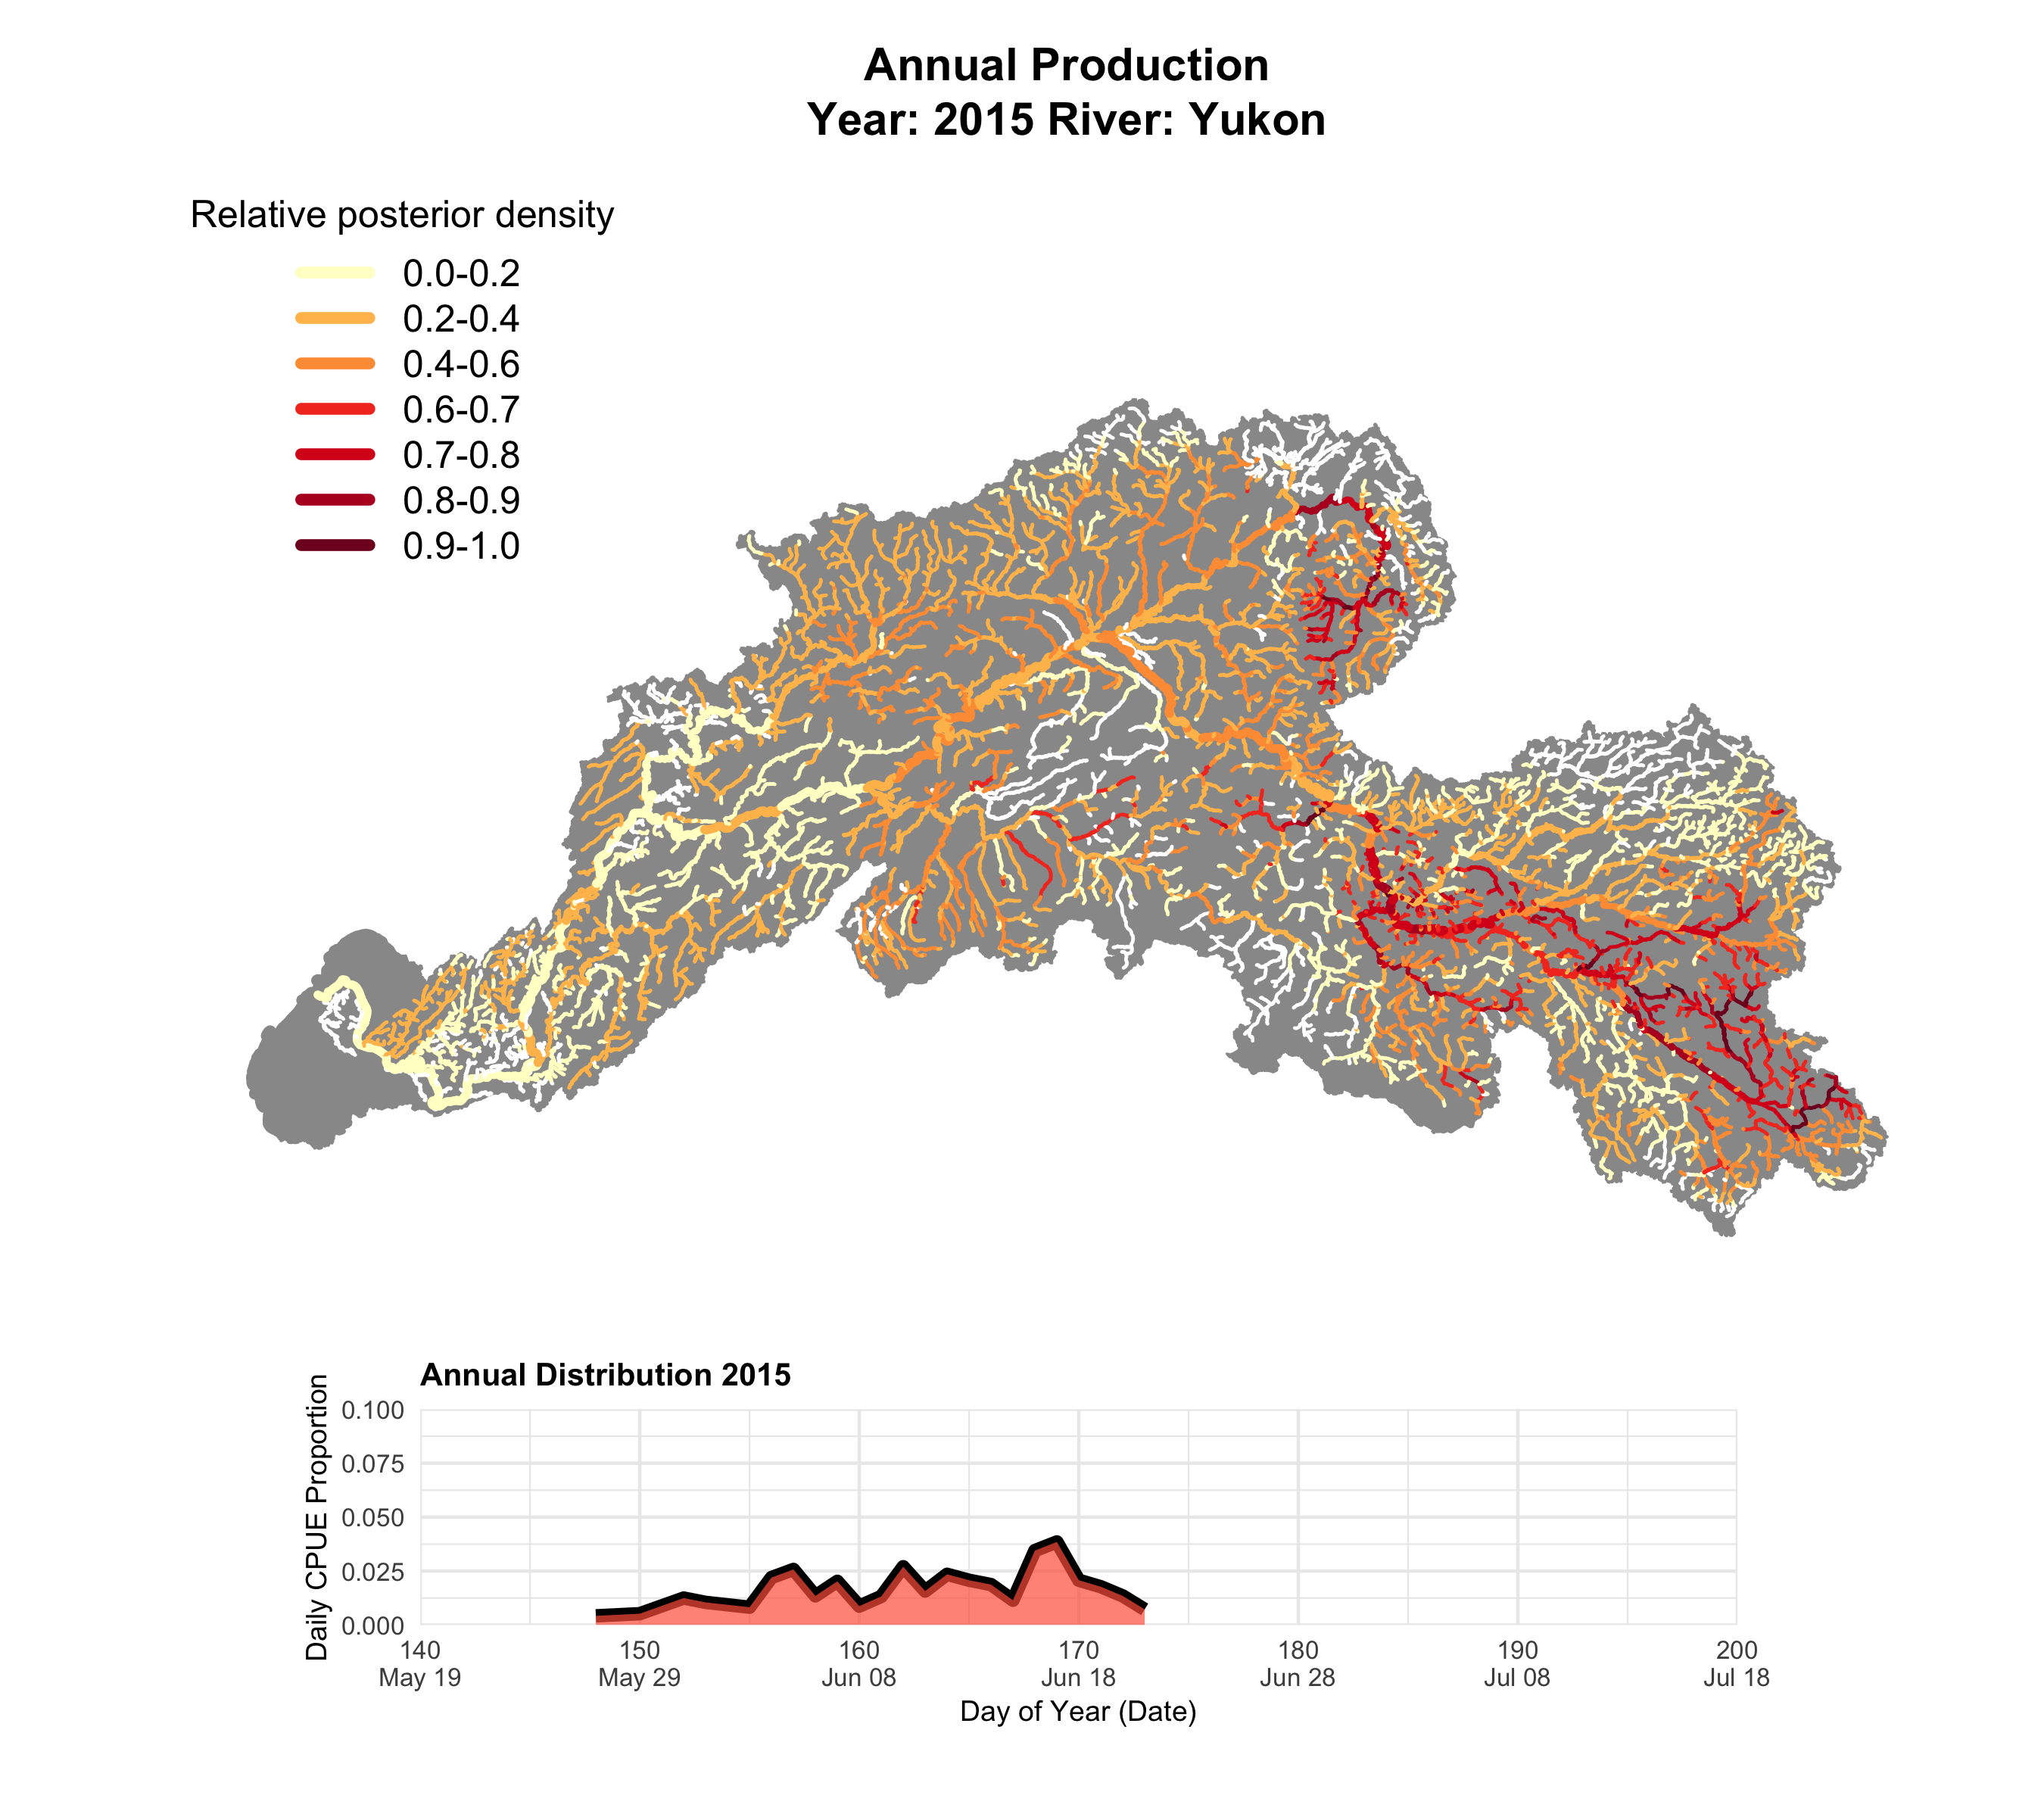 Annual Production
Year: 2015 River: Yukon
Relative posterior density
0.0-0.2
0.2-0.4
0.4-0.6
0.6-0.7
0.7-0.8
0.8-0.9
0.9-1.0
Annual Distribution 2015
Daily CPUE Proportion
0.100
0.075
0.050
0.025
0.000
140 150 160 170 180 190 200
May 19 May 29 Jun 08 Jun 18 Jun 28 Jul 08 Jul 18
Day of Year (Date)